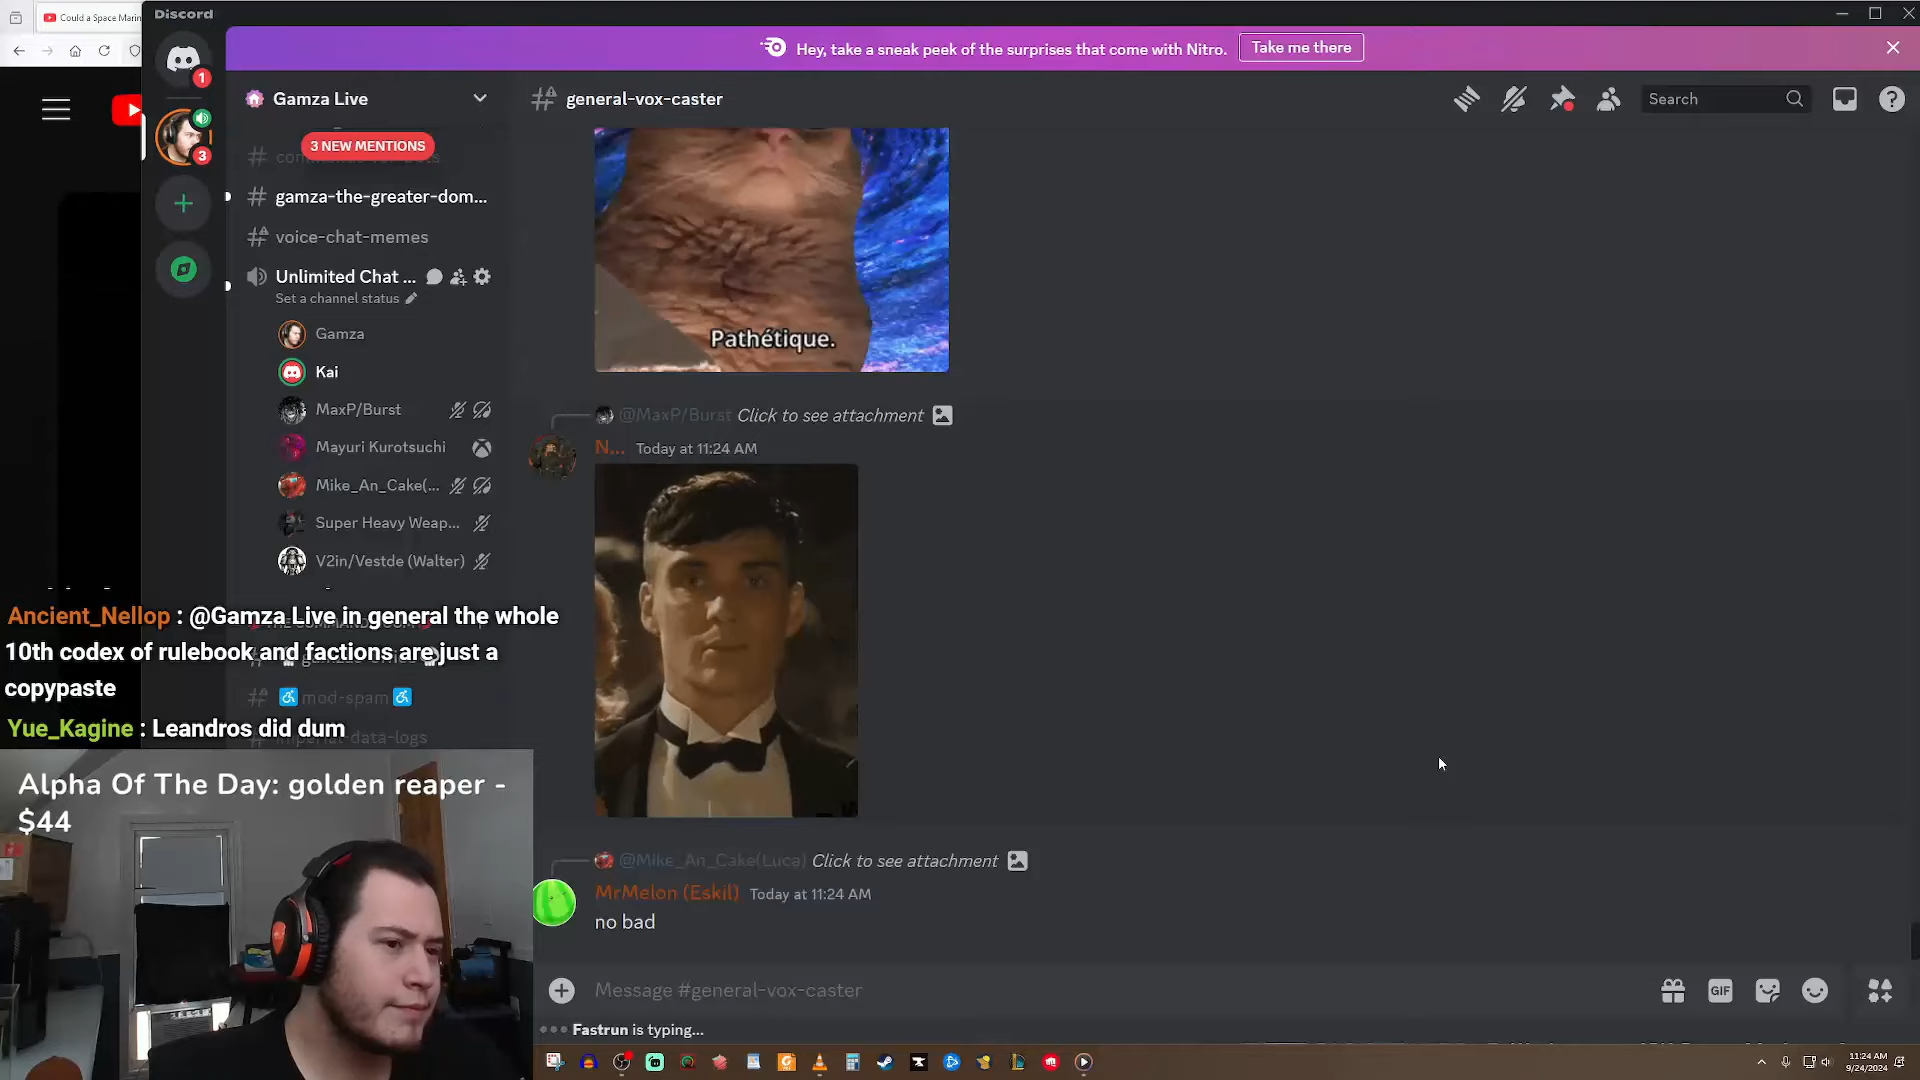 Could a Space Marin
Discord
Hey, take a sneak peek of the surprises that come with Nitro.
Take me there
1
3
Gamza Live
general-vox-caster
Search
3 NEW MENTIONS
gamza-the-greater-dom...
voice-chat-memes
Unlimited Chat ...
Set a channel status
Gamza
Kai
MaxP/Burst
Mayuri Kurotsuchi
Mike_An_Cake(...
Super Heavy Weap...
V2in/Vestde (Walter)
Pathétique.
@MaxP/Burst Click to see attachment
N... Today at 11:24 AM
Ancient_Nellop : @Gamza Live in general the whole
10th codex of rulebook and factions are just a
copypaste
mod-spam
Yue_Kagine : Leandros did dum
imperial-data-logs
Alpha Of The Day: golden reaper -
$44
@Mike_An_Cake(Luca) Click to see attachment
MrMelon (Eskil) Today at 11:24 AM
no bad
Message #general-vox-caster
GIF
Fastrun is typing...
11:24 AM
9/24/2024